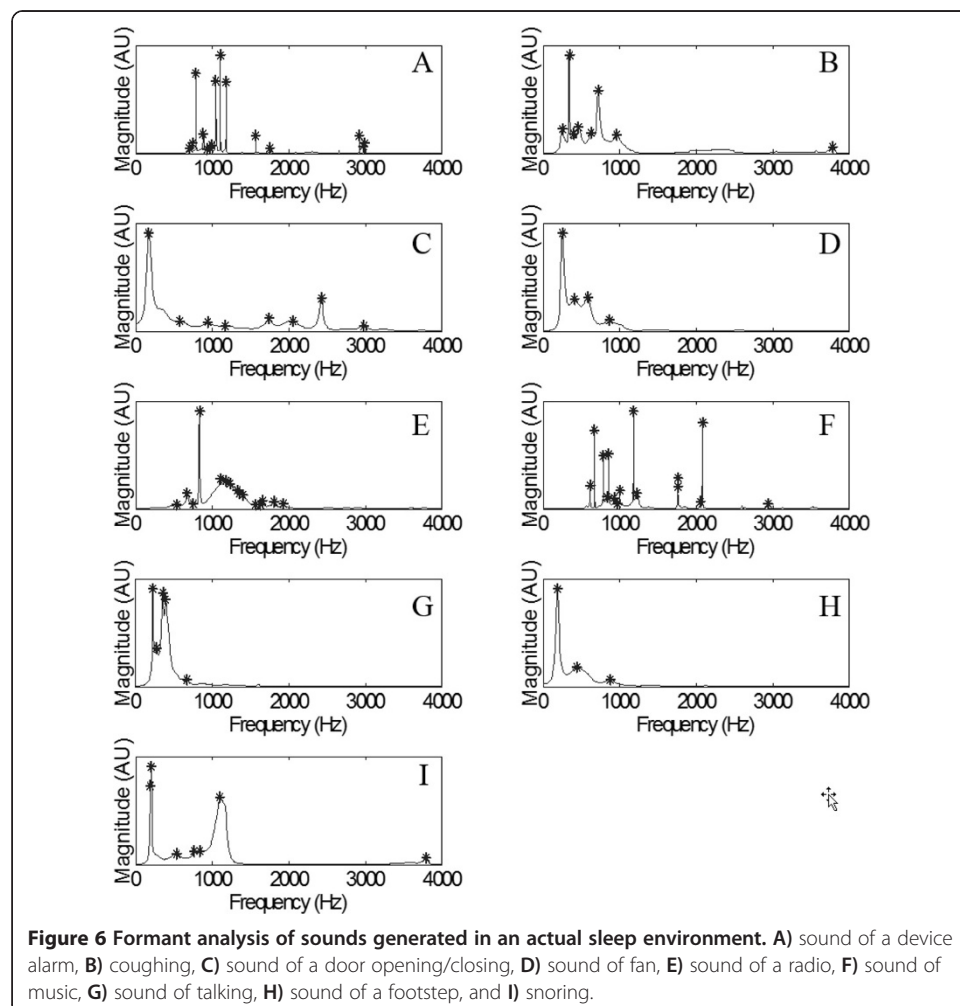 Magnitude (AU)
A
0 1000 2000 3000 4000
Frequency (Hz)
Magnitude (AU)
B
0 1000 2000 3000 4000
Frequency (Hz)
Magnitude (AU)
C
0 1000 2000 3000 4000
Frequency (Hz)
Magnitude (AU)
D
0 1000 2000 3000 4000
Frequency (Hz)
Magnitude (AU)
E
0 1000 2000 3000 4000
Frequency (Hz)
Magnitude (AU)
F
0 1000 2000 3000 4000
Frequency (Hz)
Magnitude (AU)
G
0 1000 2000 3000 4000
Frequency (Hz)
Magnitude (AU)
H
0 1000 2000 3000 4000
Frequency (Hz)
Magnitude (AU)
I
0 1000 2000 3000 4000
Frequency (Hz)
Figure 6 Formant analysis of sounds generated in an actual sleep environment. A) sound of a device
alarm, B) coughing, C) sound of a door opening/closing, D) sound of fan, E) sound of a radio, F) sound of
music, G) sound of talking, H) sound of a footstep, and I) snoring.